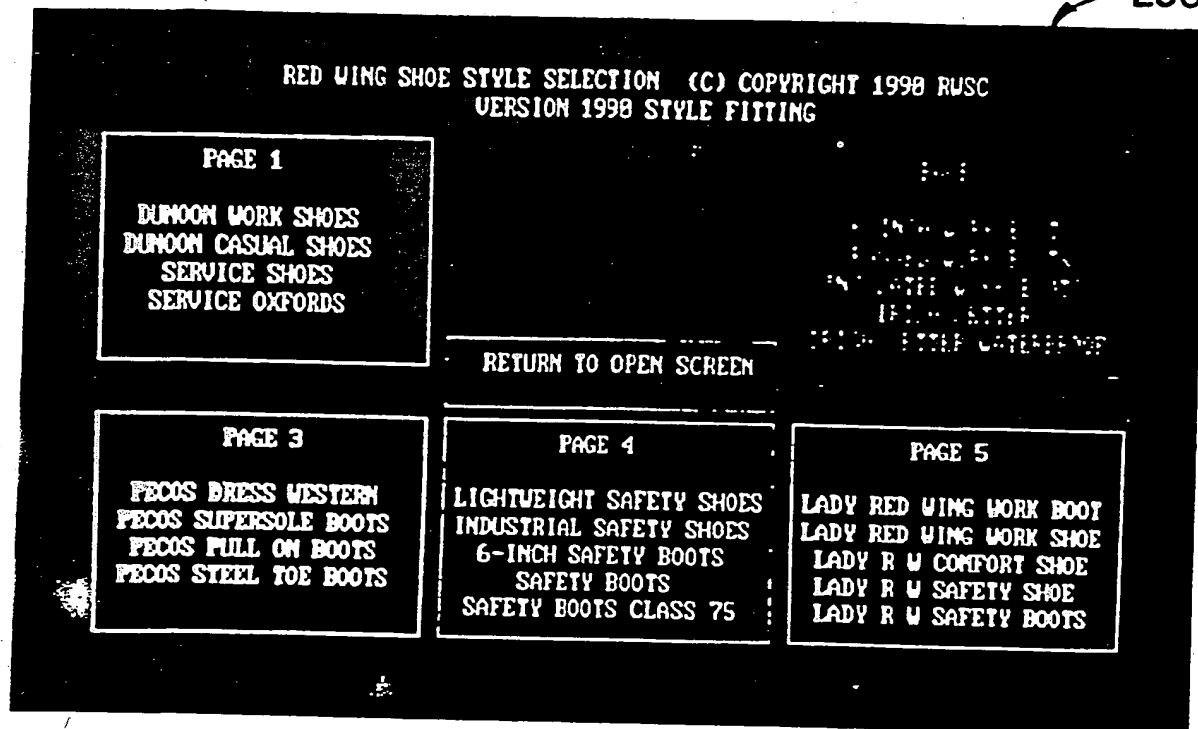 RED WING SHOE STYLE SELECTION (C) COPYRIGHT 1990 RWSC
VERSION 1990 STYLE FITTING
PAGE 1
DUNOON WORK SHOES
DUNOON CASUAL SHOES
SERVICE SHOES
SERVICE OXFORDS
RETURN TO OPEN SCREEN
PAGE 3
PECOS DRESS WESTERN
PECOS SUPERSOLE BOOTS
PECOS PULL ON BOOTS
PECOS STEEL TOE BOOTS
PAGE 4
LIGHTWEIGHT SAFETY SHOES
INDUSTRIAL SAFETY SHOES
6-INCH SAFETY BOOTS
SAFETY BOOTS
SAFETY BOOTS CLASS 75
PAGE 5
LADY RED WING WORK BOOT
LADY RED WING WORK SHOE
LADY R W COMFORT SHOE
LADY R W SAFETY SHOE
LADY R W SAFETY BOOTS